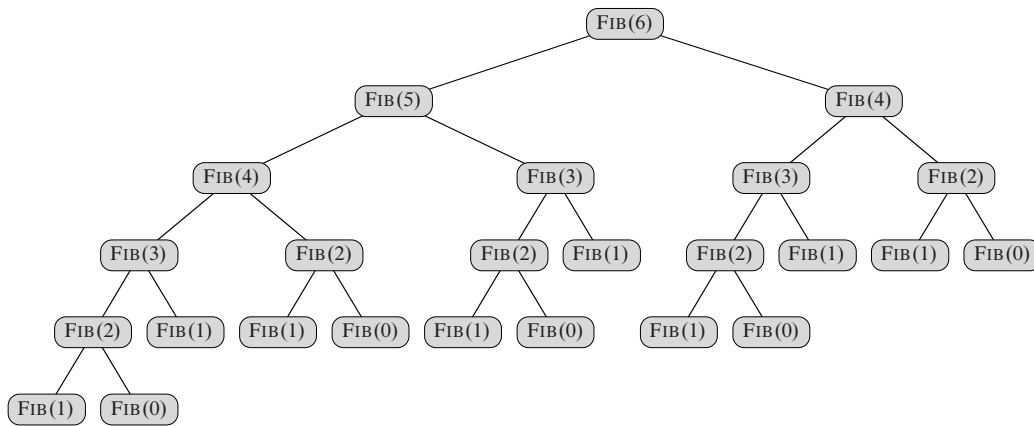 FIB(6)
FIB(5) FIB(4)
FIB(4) FIB(3) FIB(3) FIB(2)
FIB(3) FIB(2) FIB(2) FIB(1) FIB(2) FIB(1) FIB(1) FIB(0)
FIB(2) FIB(1) FIB(1) FIB(0) FIB(1) FIB(0) FIB(1) FIB(0)
FIB(1) FIB(0)